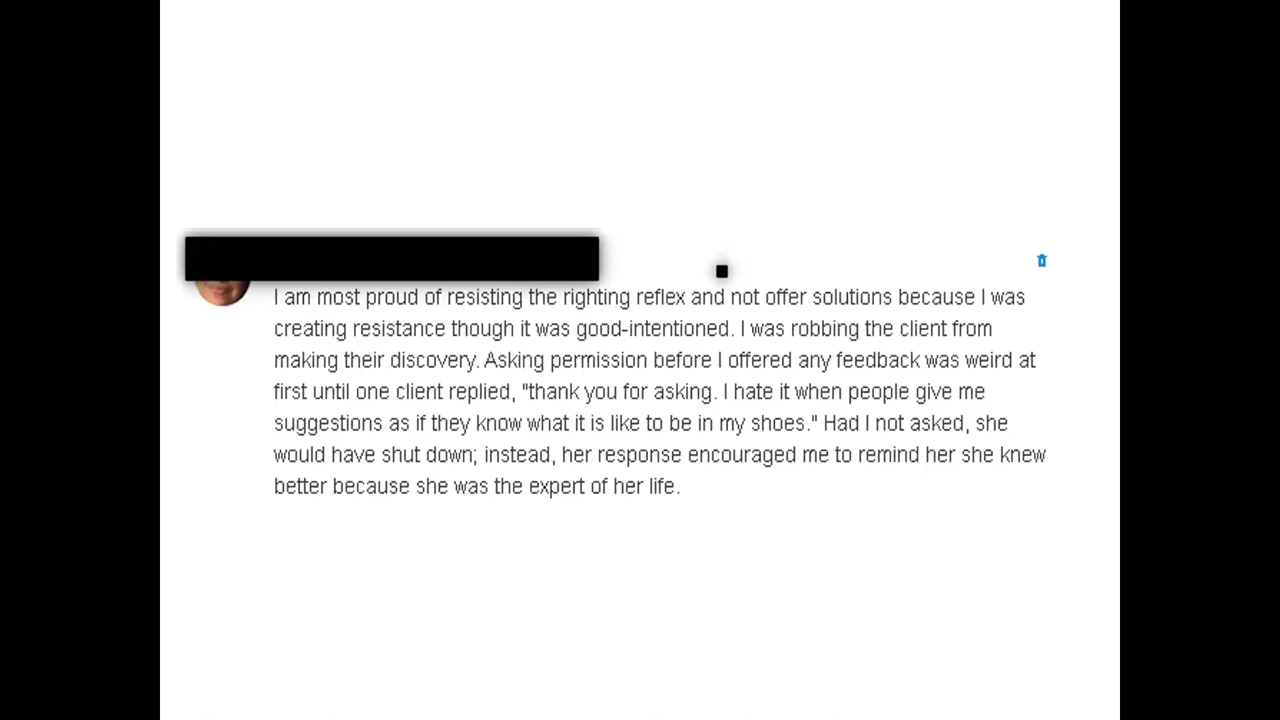 I am most proud of resisting the righting reflex and not offer solutions because I was
creating resistance though it was good-intentioned. I was robbing the client from
making their discovery. Asking permission before I offered any feedback was weird at
first until one client replied, "thank you for asking. I hate it when people give me
suggestions as if they know what it is like to be in my shoes." Had I not asked, she
would have shut down; instead, her response encouraged me to remind her she knew
better because she was the expert of her life.